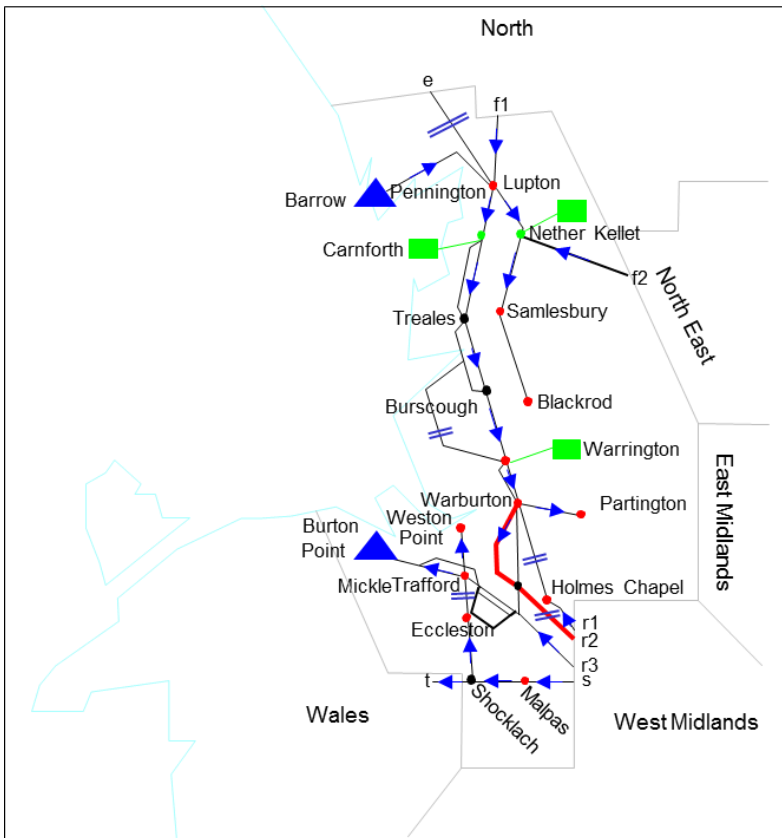 North
e
f1
Lupton
Pennington
Barrow
Nether Kellet
Carnforth
f2
North East
Treales
Samlesbury
Burscough
Blackrod
Warrington
East Midlands
Warburton
Partington
Weston
Point
Burton
Point
Mickle Trafford
Holmes Chapel
Eccleston
r1
r2
r3
t
s
Shocklach
Malpas
Wales
West Midlands